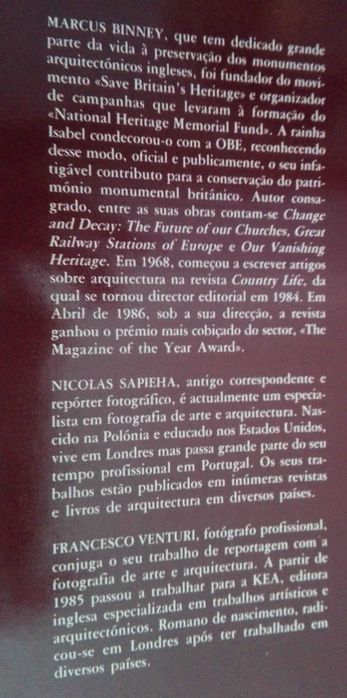 MARCUS BINNEY, que tem dedicado grande
parte da vida à preservação dos monumentos
arquitectónicos ingleses, foi fundador do movi-
mento «Save Britain's Heritage» e organizador
de campanhas que levaram à formação do
«National Heritage Memorial Fund». A rainha
Isabel condecorou-o com a OBE, reconhecendo
desse modo, oficial e publicamente, o seu infa-
tigável contributo para a conservação do patri-
mónio monumental britânico. Autor consa-
grado, entre as suas obras contam-se Change
and Decay: The Future of our Churches, Great
Railway Stations of Europe e Our Vanishing
Heritage. Em 1968, começou a escrever artigos
sobre arquitectura na revista Country Life, da
qual se tornou director editorial em 1984. Em
Abril de 1986, sob a sua direcção, a revista
ganhou o prémio mais cobiçado do sector, «The
Magazine of the Year Award».
NICOLAS SAPIEHA, antigo correspondente e
repórter fotográfico, é actualmente um especia-
lista em fotografia de arte e arquitectura. Nas-
cido na Polónia e educado nos Estados Unidos,
vive em Londres mas passa grande parte do seu
tempo profissional em Portugal. Os seus tra-
balhos estão publicados em inúmeras revistas
e livros de arquitectura em diversos países.
FRANCESCO VENTURI, fotógrafo profissional,
conjuga o seu trabalho de reportagem com a
fotografia de arte e arquitectura. A partir de
1985 passou a trabalhar para a KEA, editora
inglesa especializada em trabalhos artísticos e
arquitectónicos. Romano de nascimento, radi-
cou-se em Londres após ter trabalhado em
diversos países.